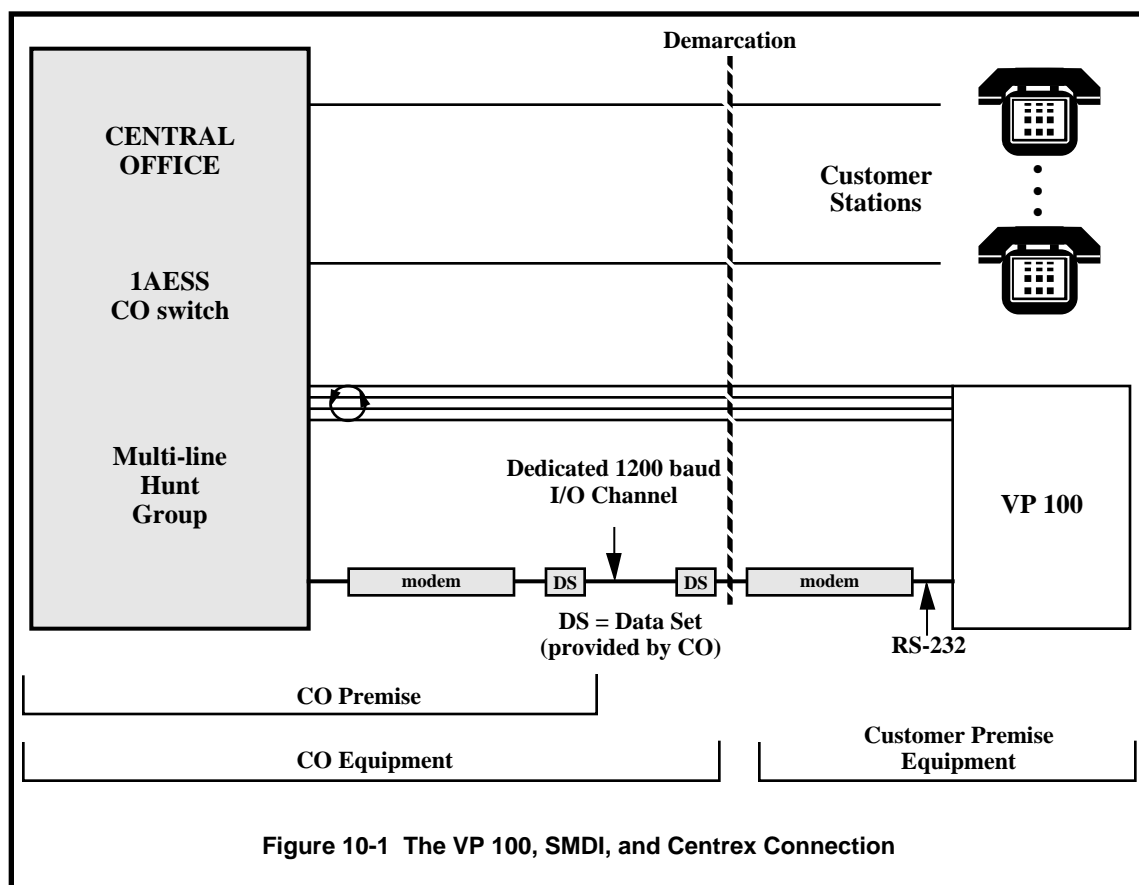 Demarcation
CENTRAL
OFFICE
Customer
Stations
1AESS
CO switch
Multi-line
Hunt
Group
Dedicated 1200 baud
I/O Channel
VP 100
modem
DS
DS
modem
DS = Data Set
(provided by CO)
RS-232
CO Premise
CO Equipment
Customer Premise
Equipment
Figure 10-1 The VP 100, SMDI, and Centrex Connection